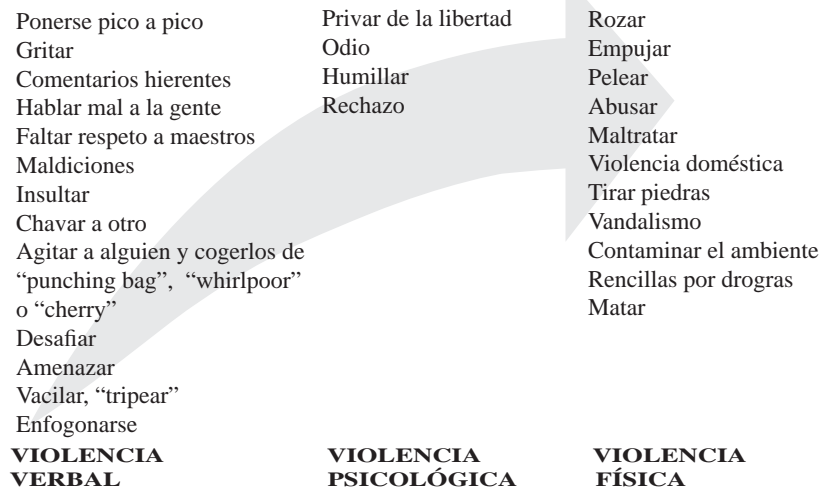 Ponerse pico a pico
Gritar
Comentarios hierentes
Hablar mal a la gente
Faltar respeto a maestros
Maldiciones
Insultar
Chavar a otro
Agitar a alguien y cogerlos de
“punching bag”, “whirlpoor”
o “cherry”
Desafiar
Amenazar
Vacilar, “tripear”
Enfogonarse
VIOLENCIA
VERBAL
Privar de la libertad
Odio
Humillar
Rechazo
VIOLENCIA
PSICOLÓGICA
Rozar
Empujar
Pelear
Abusar
Maltratar
Violencia doméstica
Tirar piedras
Vandalismo
Contaminar el ambiente
Rencillas por drogras
Matar
VIOLENCIA
FÍSICA